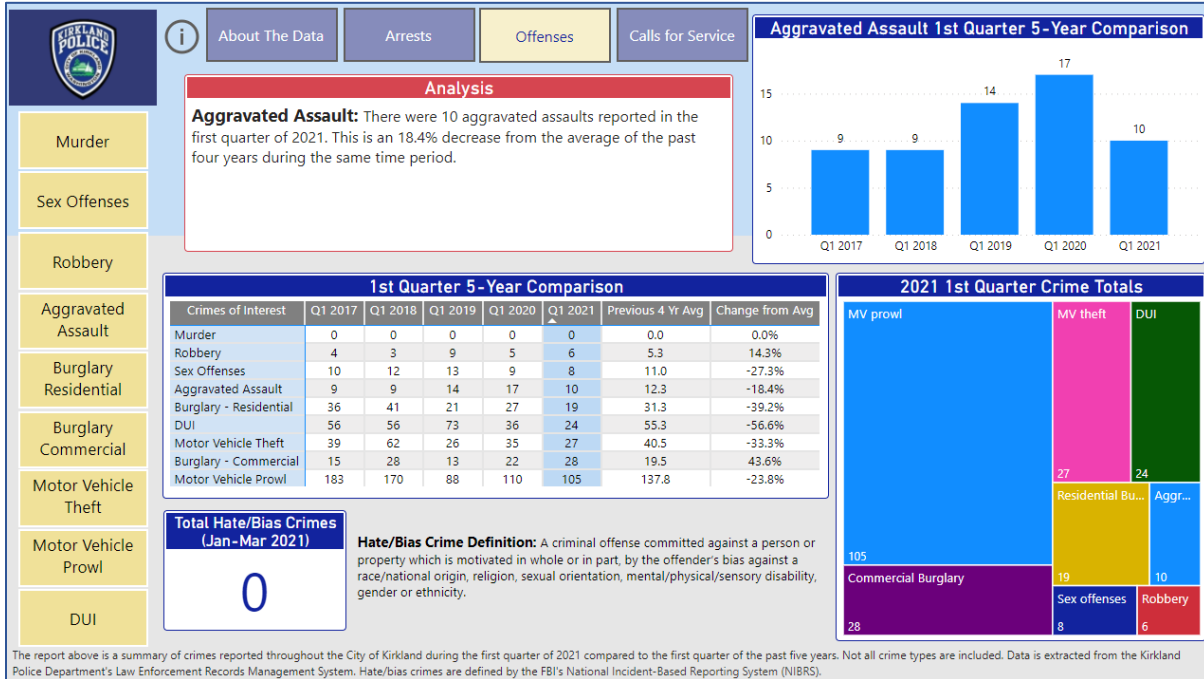 KIRKLAND
POLICE
i
About The Data
Arrests
Offenses
Calls for Service
Murder
Sex Offenses
Robbery
Aggravated
Assault
Burglary
Residential
Burglary
Commercial
Motor Vehicle
Theft
Motor Vehicle
Prowl
DUI
Analysis
Aggravated Assault: There were 10 aggravated assaults reported in the
first quarter of 2021. This is an 18.4% decrease from the average of the past
four years during the same time period.
Aggravated Assault 1st Quarter 5-Year Comparison
15
10
5
0
9
9
14
17
10
Q1 2017
Q1 2018
Q1 2019
Q1 2020
Q1 2021
1st Quarter 5-Year Comparison
Crimes of Interest Q1 2017 Q1 2018 Q1 2019 Q1 2020 Q1 2021 Previous 4 Yr Avg Change from Avg
Murder 0 0 0 0 0 0.0 0.0%
Robbery 4 3 9 5 6 5.3 14.3%
Sex Offenses 10 12 13 9 8 11.0 -27.3%
Aggravated Assault 9 9 14 17 10 12.3 -18.4%
Burglary - Residential 36 41 21 27 19 31.3 -39.2%
DUI 56 56 73 36 24 55.3 -56.6%
Motor Vehicle Theft 39 62 26 35 27 40.5 -33.3%
Burglary - Commercial 15 28 13 22 28 19.5 43.6%
Motor Vehicle Prowl 183 170 88 110 105 137.8 -23.8%
Total Hate/Bias Crimes
(Jan-Mar 2021)
0
Hate/Bias Crime Definition: A criminal offense committed against a person or
property which is motivated in whole or in part, by the offender's bias against a
race/national origin, religion, sexual orientation, mental/physical/sensory disability,
gender or ethnicity.
2021 1st Quarter Crime Totals
MV prowl
105
Commercial Burglary
28
MV theft
27
DUI
24
Residential Bu...
19
Aggr...
10
Sex offenses
8
Robbery
6
The report above is a summary of crimes reported throughout the City of Kirkland during the first quarter of 2021 compared to the first quarter of the past five years. Not all crime types are included. Data is extracted from the Kirkland
Police Department's Law Enforcement Records Management System. Hate/bias crimes are defined by the FBI's National Incident-Based Reporting System (NIBRS).